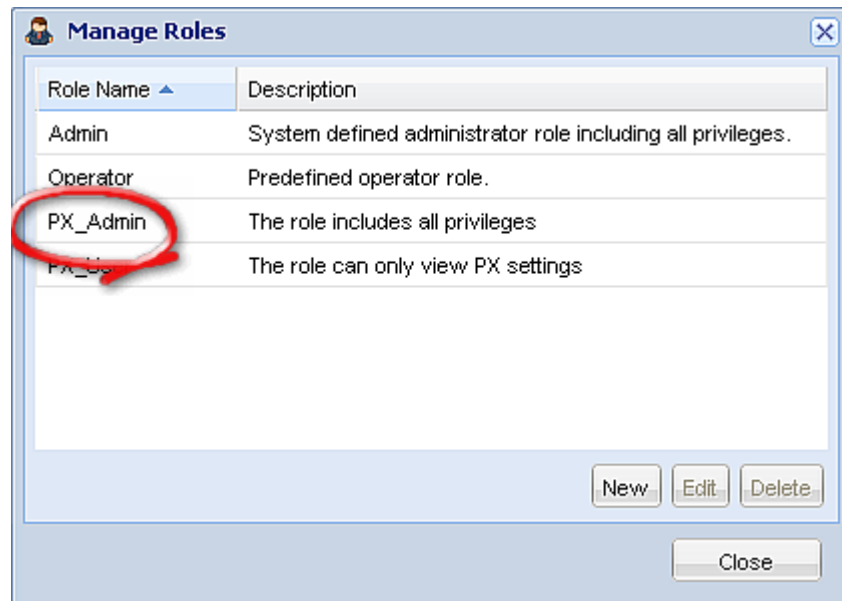 Manage Roles
Role Name Description
Admin System defined administrator role including all privileges.
Operator Predefined operator role.
PX_Admin The role includes all privileges
PX_User The role can only view PX settings
New Edit Delete
Close